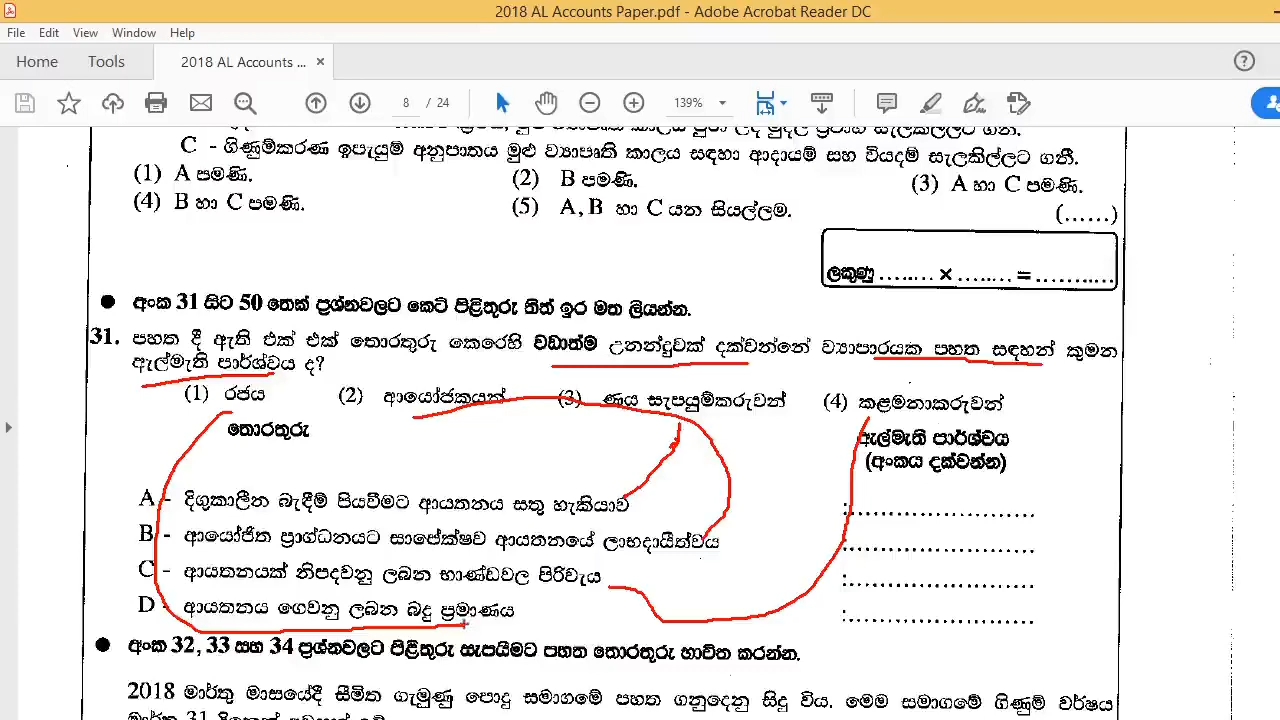 2018 AL Accounts Paper.pdf - Adobe Acrobat Reader DC
File Edit View Window Help
Home Tools 2018 AL Accounts ... ×
8 / 24 139%
C - ගිණුම්කරණ ඉපැයුම් අනුපාතය මුළු ව්‍යාපෘති කාලය සඳහා ආදායම් සහ වියදම් සැලකිල්ලට ගනී.
(1) A පමණි. (2) B පමණි. (3) A හා C පමණි.
(4) B හා C පමණි. (5) A, B හා C යන සියල්ලම. (......)
ලකුණු ........ × ........ = ...........
● අංක 31 සිට 50 තෙක් ප්‍රශ්නවලට කෙටි පිළිතුරු තිත් ඉර මත ලියන්න.
31. පහත දී ඇති එක් එක් තොරතුරු කෙරෙහි වඩාත්ම උනන්දුවක් දක්වන්නේ ව්‍යාපාරයක පහත සඳහන් කුමන
ඇල්මැති පාර්ශ්වය ද?
(1) රජය (2) ආයෝජකයන් (3) ණය සැපයුම්කරුවන් (4) කළමනාකරුවන්
තොරතුරු ඇල්මැති පාර්ශ්වය
(අංකය දක්වන්න)
A - දිගුකාලීන බැඳීම් පියවීමට ආයතනය සතු හැකියාව :..............................
B - ආයෝජිත ප්‍රාග්ධනයට සාපේක්ෂව ආයතනයේ ලාභදායීත්වය :..............................
C - ආයතනයක් නිපදවනු ලබන භාණ්ඩවල පිරිවැය :..............................
D - ආයතනය ගෙවනු ලබන බදු ප්‍රමාණය :..............................
● අංක 32, 33 සහ 34 ප්‍රශ්නවලට පිළිතුරු සැපයීමට පහත තොරතුරු භාවිත කරන්න.
2018 මාර්තු මාසයේදී සීමිත ගැමුණු පොදු සමාගමේ පහත ගනුදෙනු සිදු විය. මෙම සමාගමේ ගිණුම් වර්ෂය